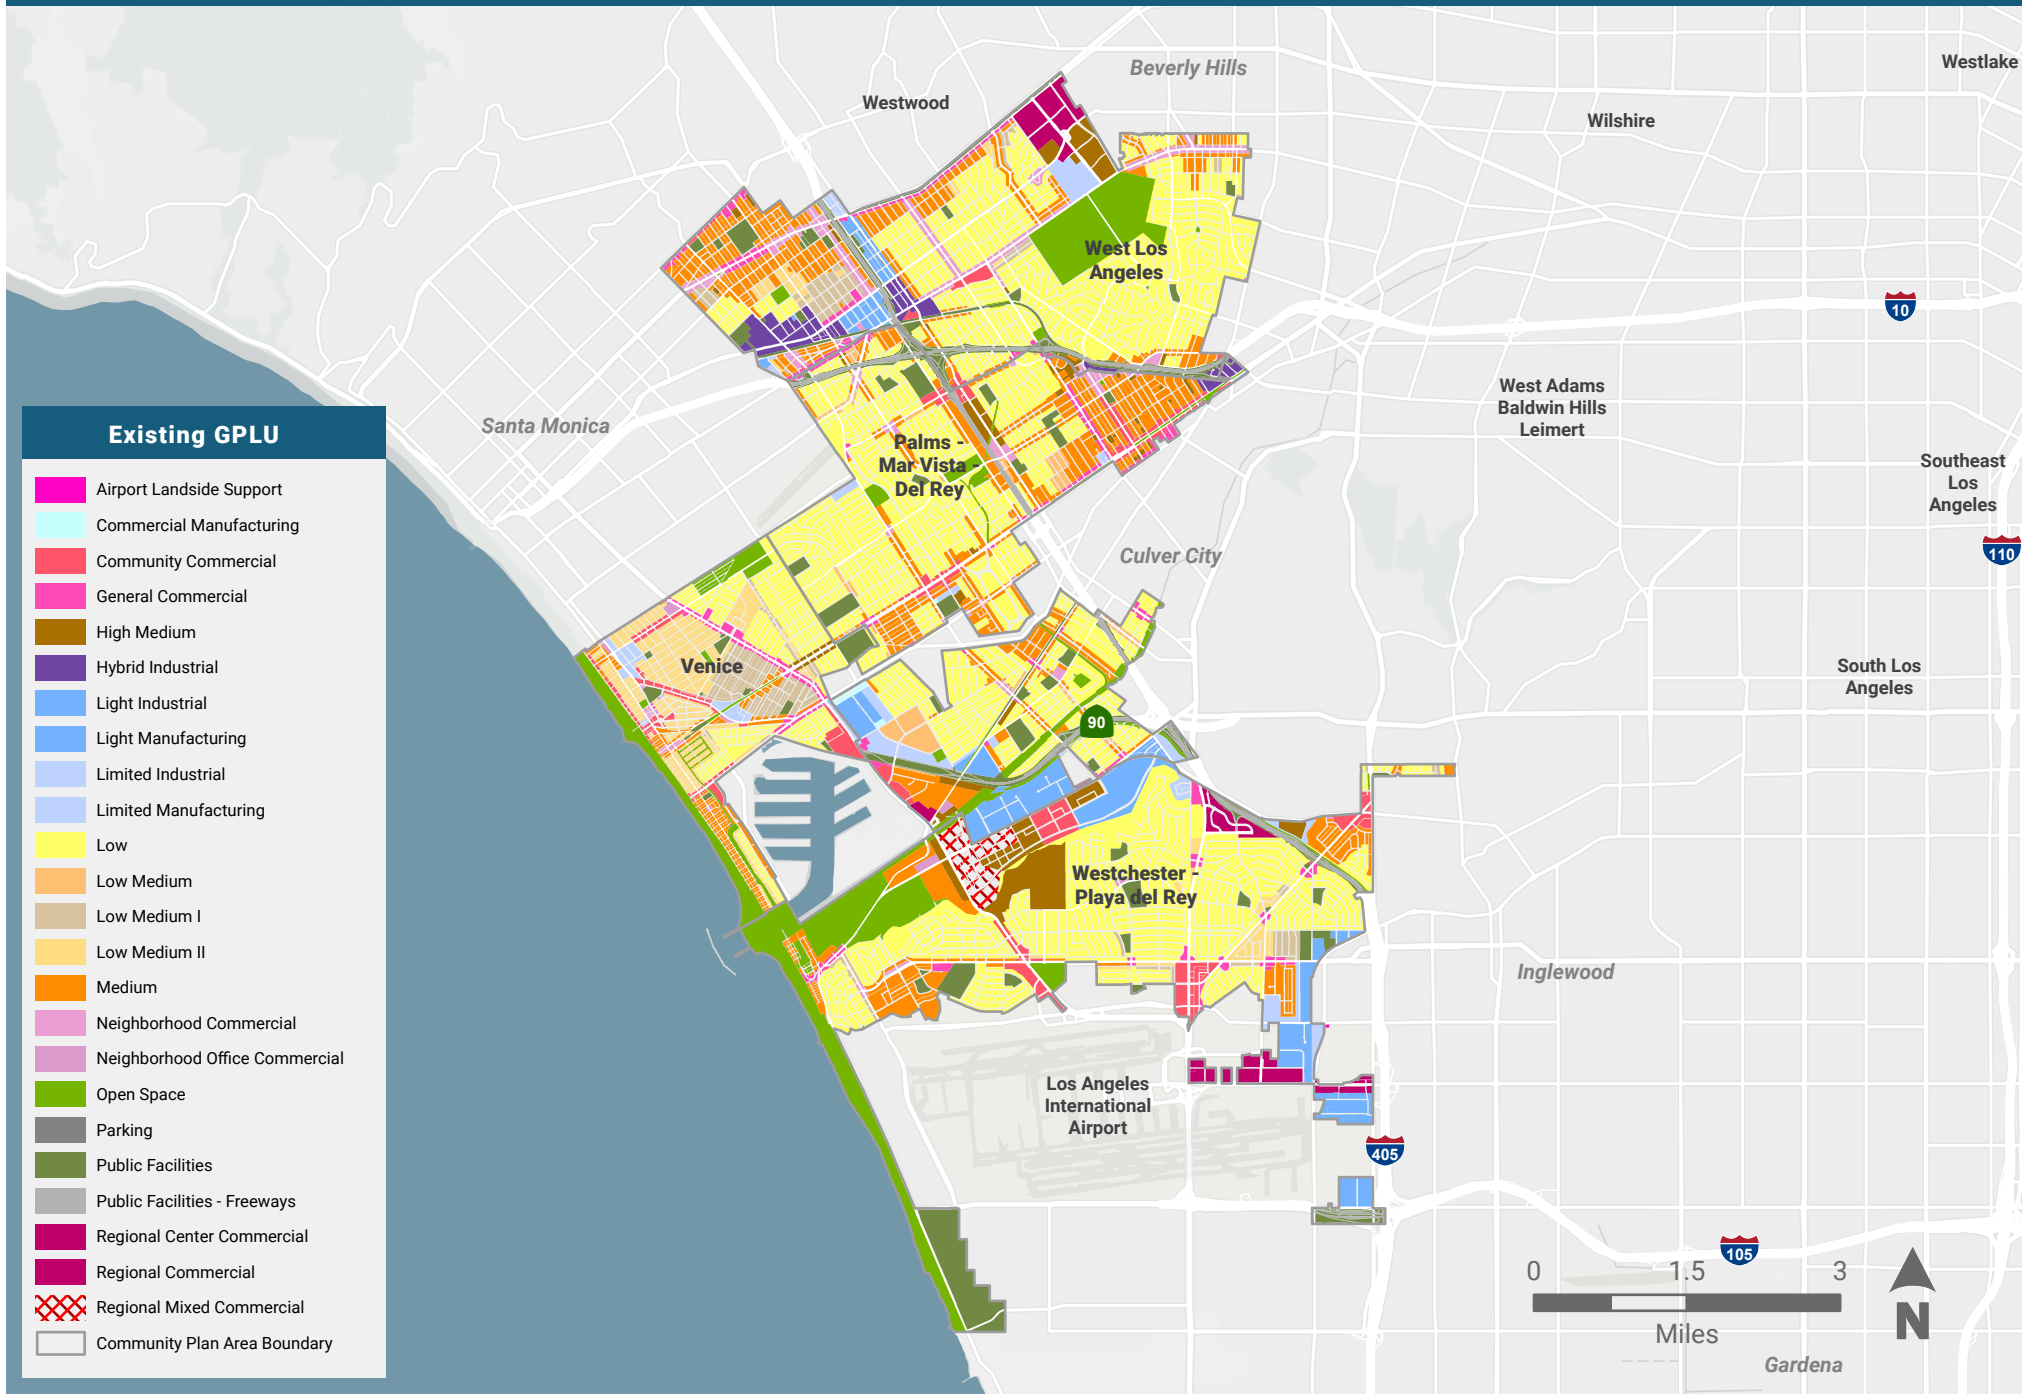 Beverly Hills
Westlake
Westwood
Wilshire
West Los
Angeles
10
West Adams
Baldwin Hills
Leimert
Santa Monica
Palms -
Mar Vista -
Del Rey
Southeast
Los
Angeles
110
Culver City
Venice
South Los
Angeles
90
Westchester -
Playa del Rey
Inglewood
Los Angeles
International
Airport
405
105
Existing GPLU
Airport Landside Support
Commercial Manufacturing
Community Commercial
General Commercial
High Medium
Hybrid Industrial
Light Industrial
Light Manufacturing
Limited Industrial
Limited Manufacturing
Low
Low Medium
Low Medium I
Low Medium II
Medium
Neighborhood Commercial
Neighborhood Office Commercial
Open Space
Parking
Public Facilities
Public Facilities - Freeways
Regional Center Commercial
Regional Commercial
Regional Mixed Commercial
Community Plan Area Boundary
0 1.5 3
Miles
N
Gardena